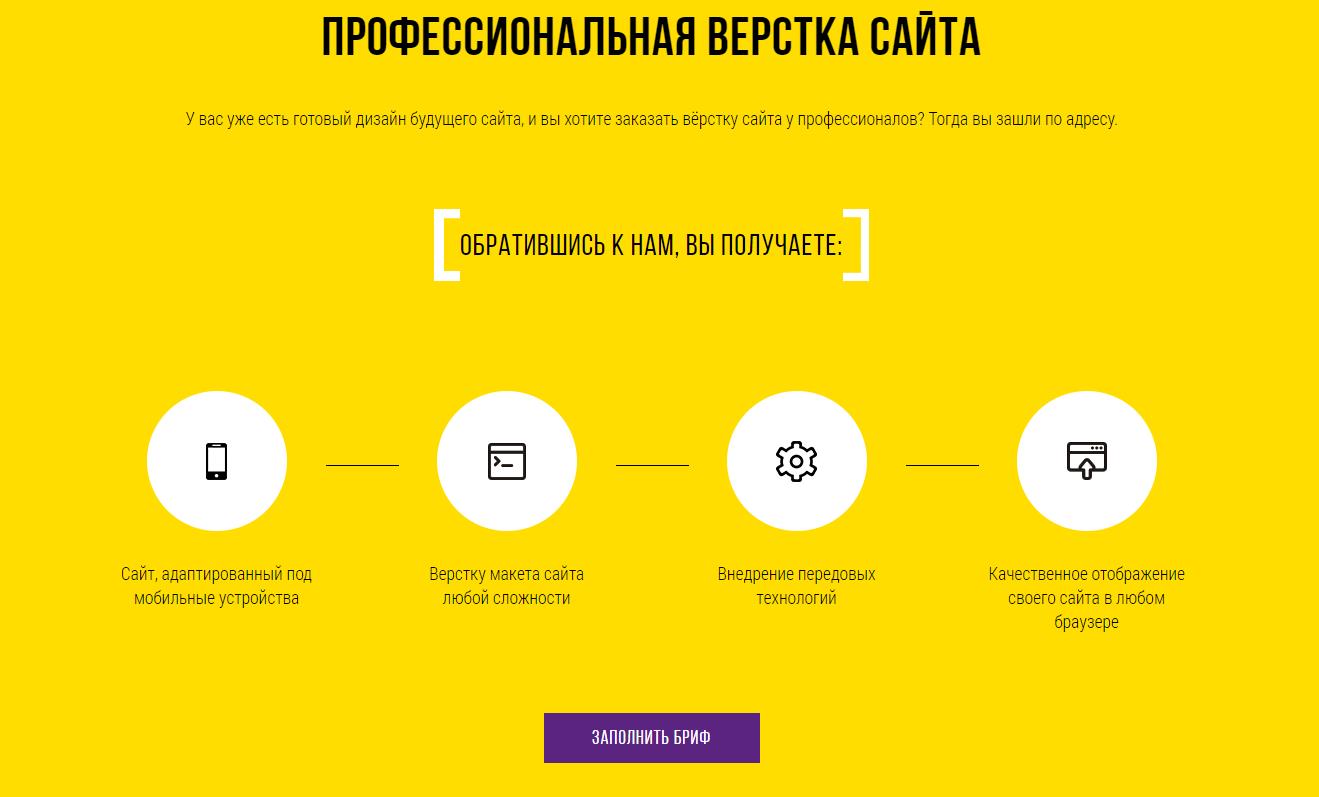 ПРОФЕССИОНАЛЬНАЯ ВЕРСТКА САЙТА
У вас уже есть готовый дизайн будущего сайта, и вы хотите заказать вёрстку сайта у профессионалов? Тогда вы зашли по адресу.
ОБРАТИВШИСЬ К НАМ, ВЫ ПОЛУЧАЕТЕ:
Сайт, адаптированный под
мобильные устройства
Верстку макета сайта
любой сложности
Внедрение передовых
технологий
Качественное отображение
своего сайта в любом
браузере
ЗАПОЛНИТЬ БРИФ